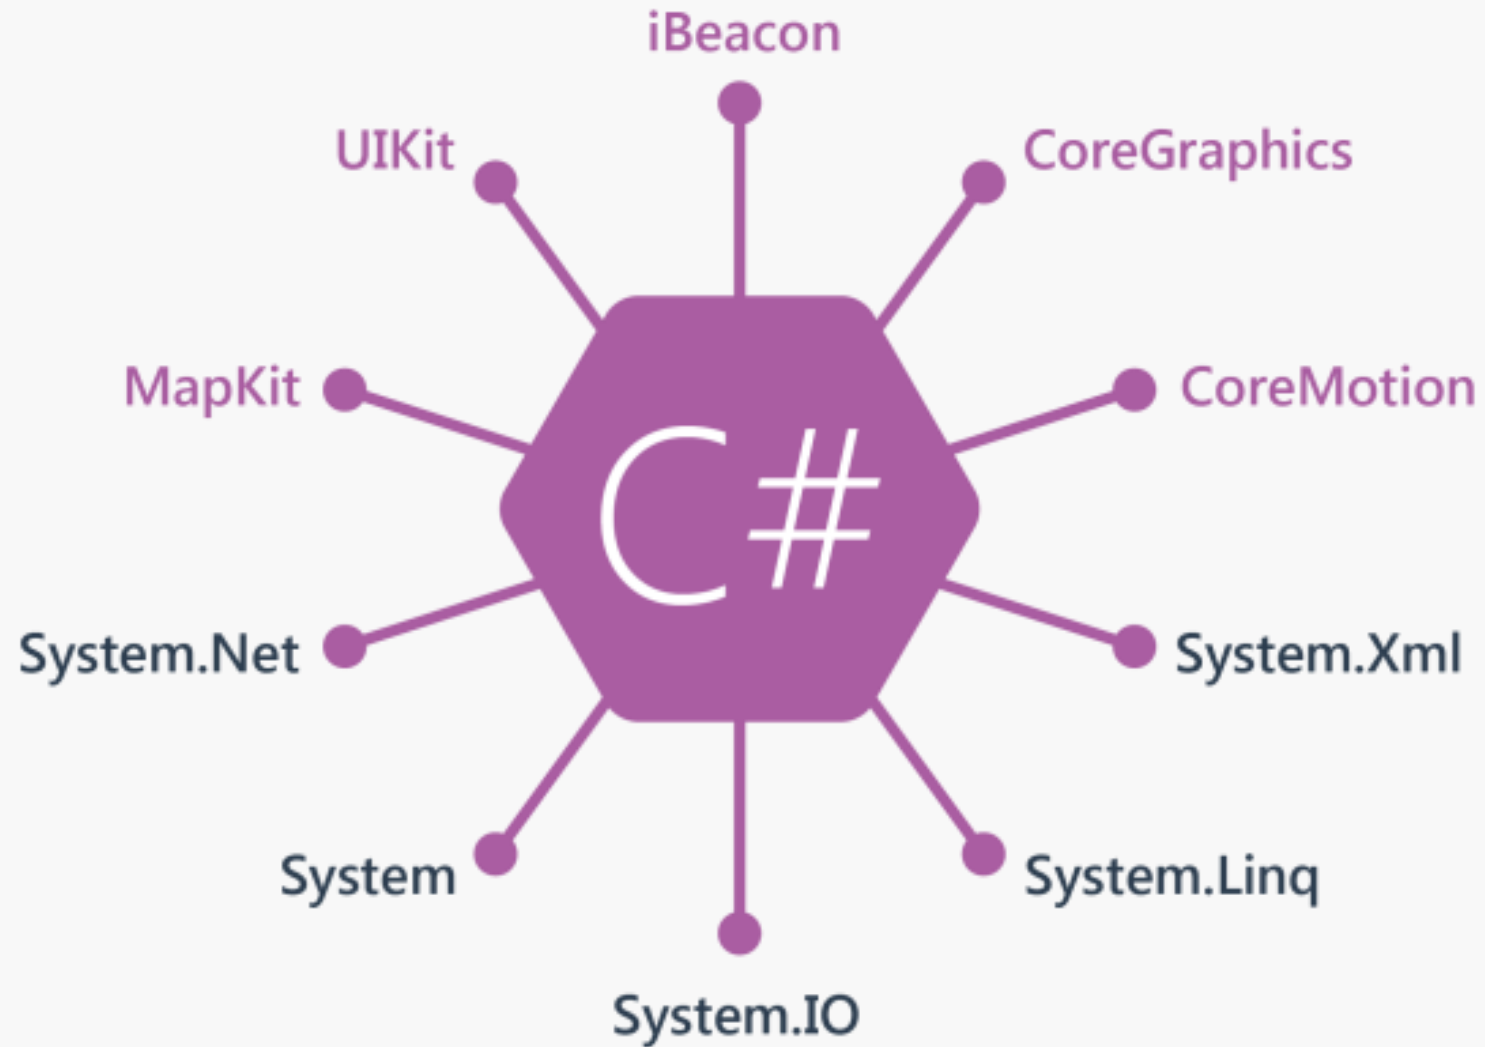 iBeacon
UIKit
CoreGraphics
MapKit
CoreMotion
C#
System.Net
System.Xml
System
System.Linq
System.IO